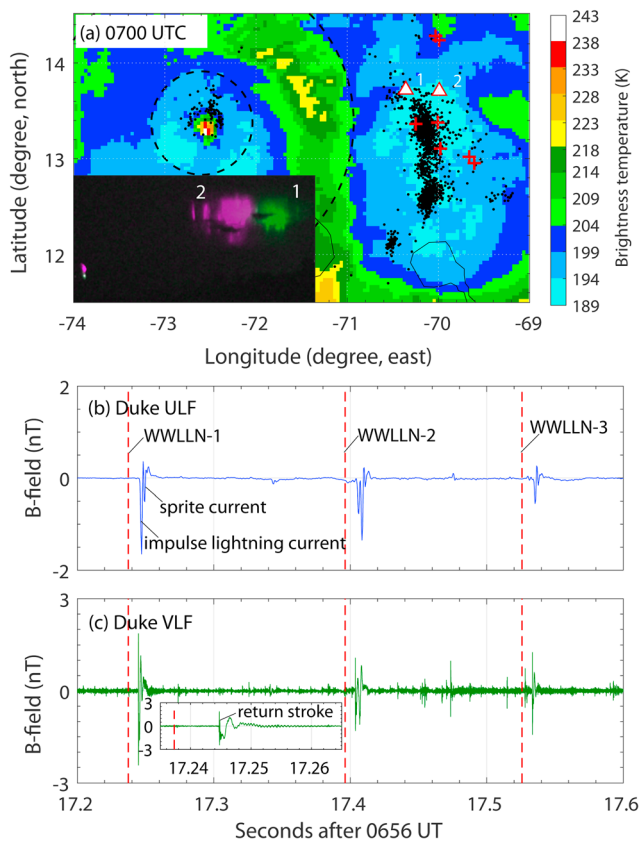 (a) 0700 UTC
1
2
2
1
14
13
12
Latitude (degree, north)
-74
-73
-72
-71
-70
-69
Longitude (degree, east)
243
238
233
228
223
218
214
209
204
199
194
189
Brightness temperature (K)
2
0
-2
B-field (nT)
(b) Duke ULF
WWLLN-1
WWLLN-2
WWLLN-3
sprite current
impulse lightning current
3
0
-3
B-field (nT)
(c) Duke VLF
return stroke
3
0
-3
17.24
17.25
17.26
17.2
17.3
17.4
17.5
17.6
Seconds after 0656 UT